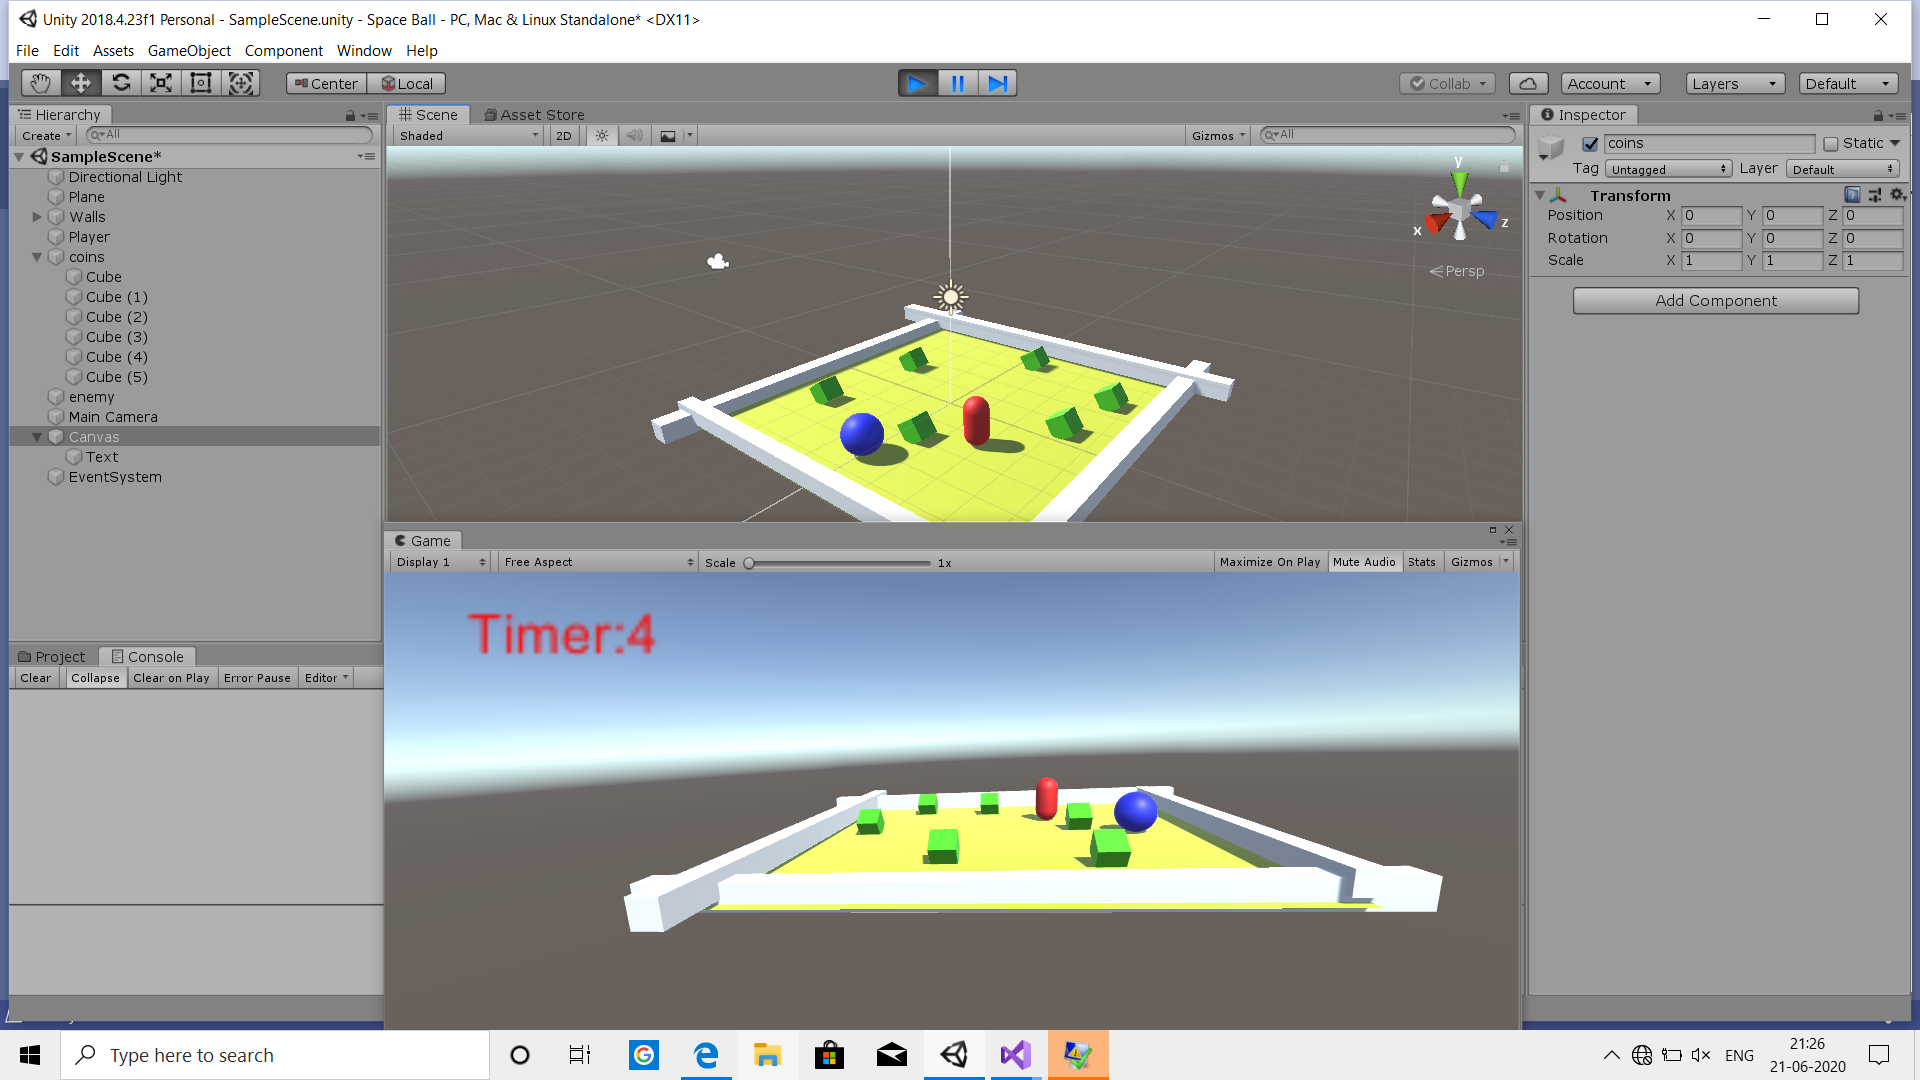 Unity 2018.4.23f1 Personal - SampleScene.unity - Space Ball - PC, Mac & Linux Standalone* <DX11>
File Edit Assets GameObject Component Window Help
Center Local Collab Account Layers Default
Hierarchy
Create All
SampleScene*
Directional Light
Plane
Walls
Player
coins
Cube
Cube (1)
Cube (2)
Cube (3)
Cube (4)
Cube (5)
enemy
Main Camera
Canvas
Text
EventSystem
Project Console
Clear Collapse Clear on Play Error Pause Editor
Scene Asset Store
Shaded 2D Gizmos All
y
z
x
Persp
Game
Display 1 Free Aspect Scale 1x Maximize On Play Mute Audio Stats Gizmos
Timer:4
Inspector
coins Static
Tag Untagged Layer Default
Transform
Position X 0 Y 0 Z 0
Rotation X 0 Y 0 Z 0
Scale X 1 Y 1 Z 1
Add Component
Type here to search
ENG
21:26
21-06-2020